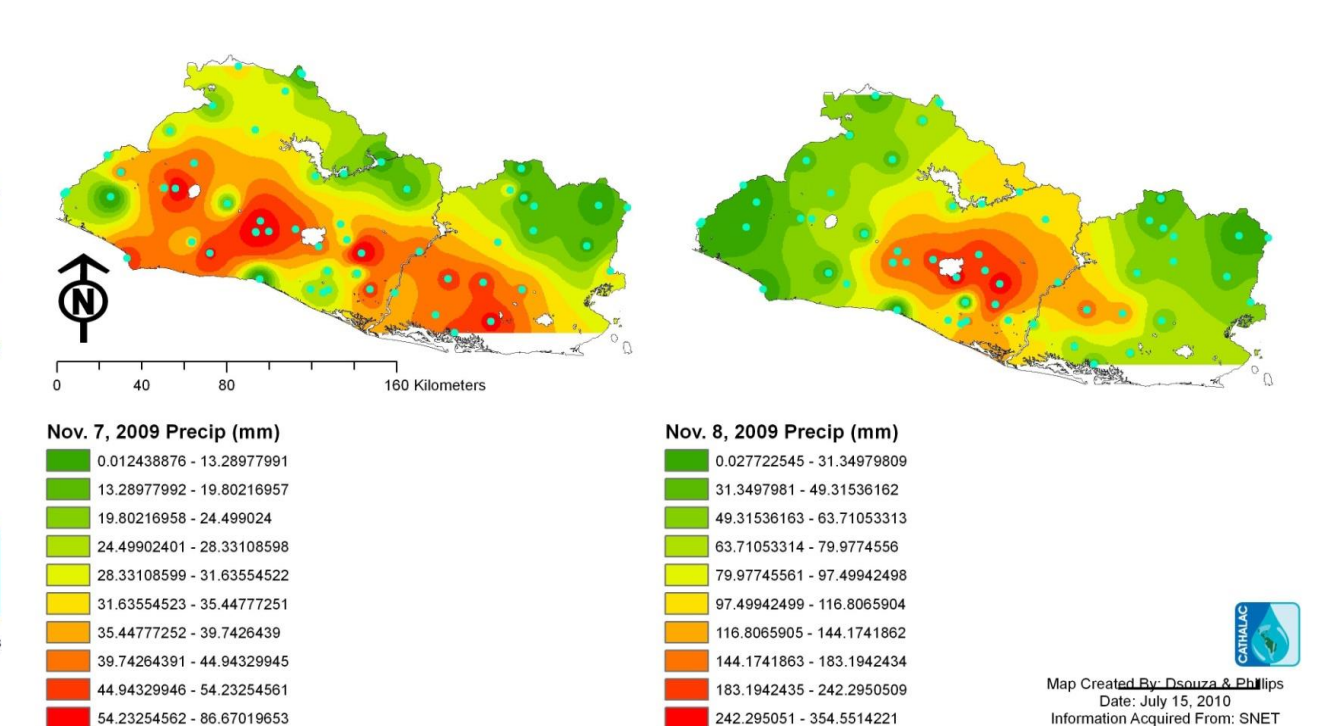 N
0 40 80 160 Kilometers
Nov. 7, 2009 Precip (mm)
0.012438876 - 13.28977991
13.28977992 - 19.80216957
19.80216958 - 24.499024
24.49902401 - 28.33108598
28.33108599 - 31.63554522
31.63554523 - 35.44777251
35.44777252 - 39.7426439
39.74264391 - 44.94329945
44.94329946 - 54.23254561
54.23254562 - 86.67019653
Nov. 8, 2009 Precip (mm)
0.027722545 - 31.34979809
31.3497981 - 49.31536162
49.31536163 - 63.71053313
63.71053314 - 79.9774556
79.97745561 - 97.49942498
97.49942499 - 116.8065904
116.8065905 - 144.1741862
144.1741863 - 183.1942434
183.1942435 - 242.2950509
242.295051 - 354.5514221
CATHALAC
Map Created By: Dsouza & Phillips
Date: July 15, 2010
Information Acquired From: SNET